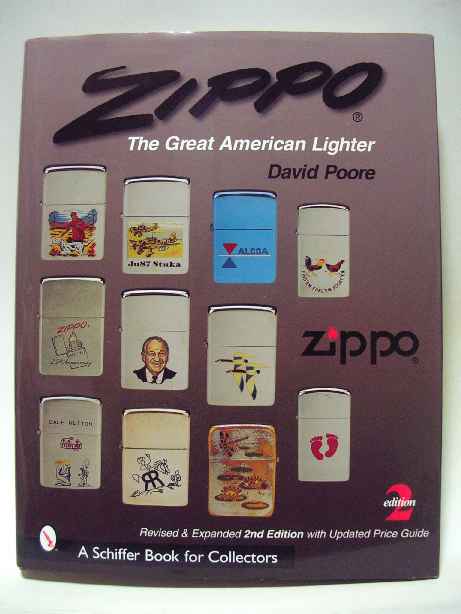 ZIPPO®
The Great American Lighter
David Poore
Ju87 Stuka
ALCOA
ZIPPO
zippo®
edition
2
Revised & Expanded 2nd Edition with Updated Price Guide
A Schiffer Book for Collectors